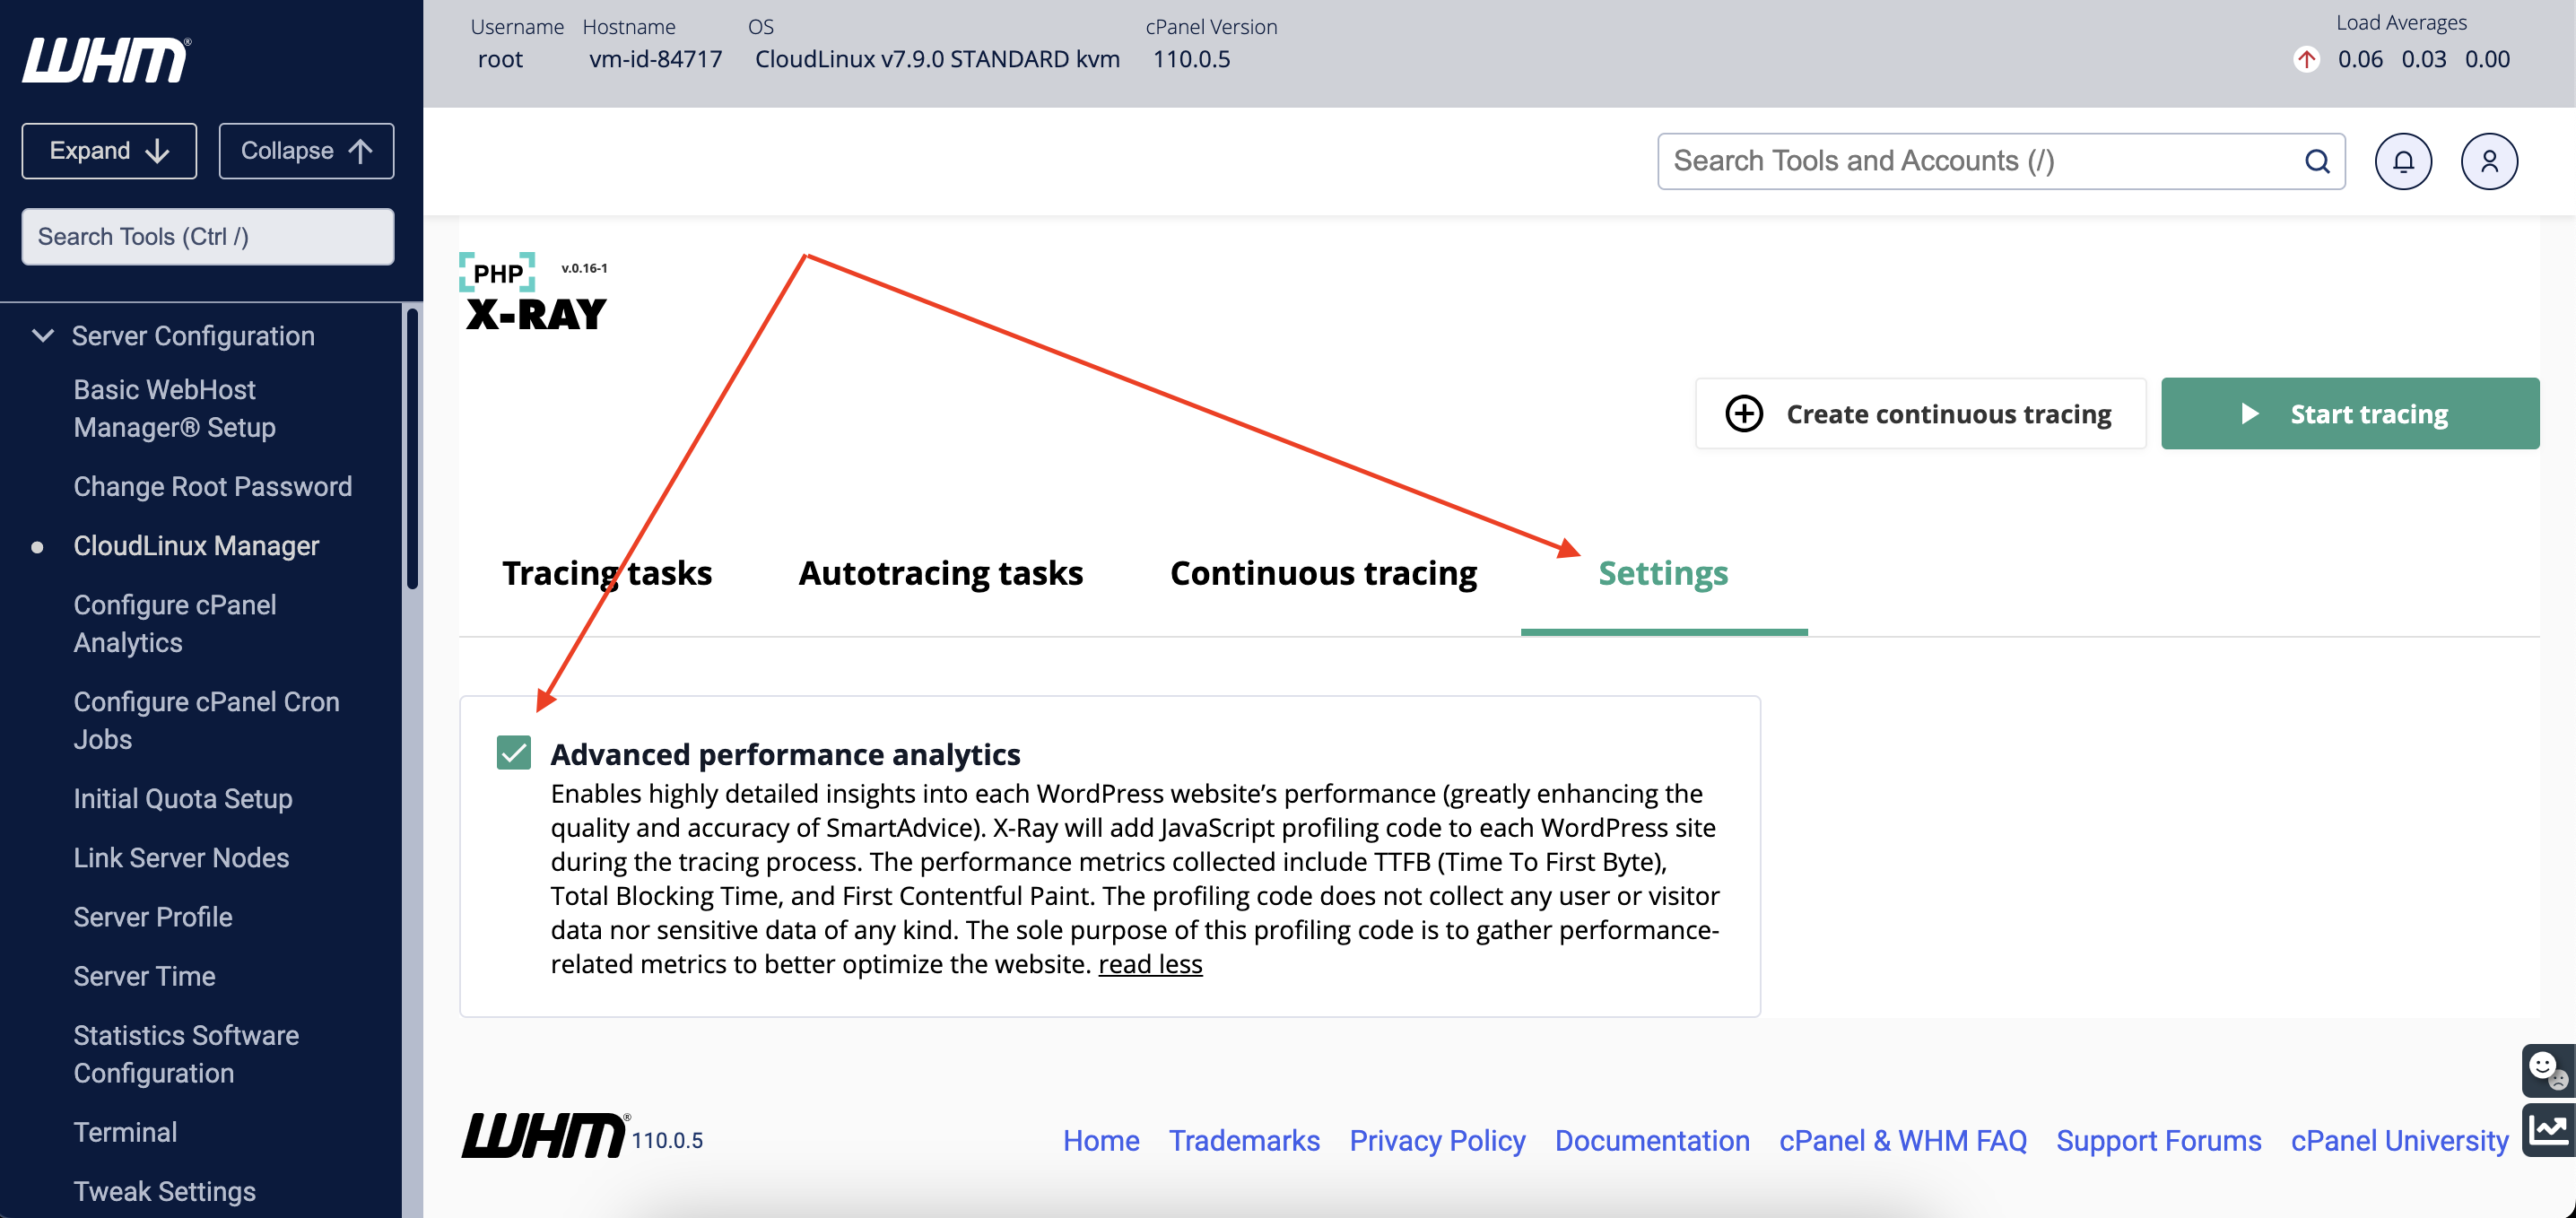 WHM®
Expand
Collapse
Search Tools (Ctrl /)
Server Configuration
Basic WebHost
Manager® Setup
Change Root Password
CloudLinux Manager
Configure cPanel
Analytics
Configure cPanel Cron
Jobs
Initial Quota Setup
Link Server Nodes
Server Profile
Server Time
Statistics Software
Configuration
Terminal
Tweak Settings
Username Hostname OS cPanel Version
root vm-id-84717 CloudLinux v7.9.0 STANDARD kvm 110.0.5
Load Averages
0.06 0.03 0.00
Search Tools and Accounts (/)
PHP v.0.16-1
X-RAY
Create continuous tracing
Start tracing
Tracing tasks Autotracing tasks Continuous tracing Settings
Advanced performance analytics
Enables highly detailed insights into each WordPress website’s performance (greatly enhancing the
quality and accuracy of SmartAdvice). X-Ray will add JavaScript profiling code to each WordPress site
during the tracing process. The performance metrics collected include TTFB (Time To First Byte),
Total Blocking Time, and First Contentful Paint. The profiling code does not collect any user or visitor
data nor sensitive data of any kind. The sole purpose of this profiling code is to gather performance-
related metrics to better optimize the website. read less
WHM® 110.0.5
Home Trademarks Privacy Policy Documentation cPanel & WHM FAQ Support Forums cPanel University